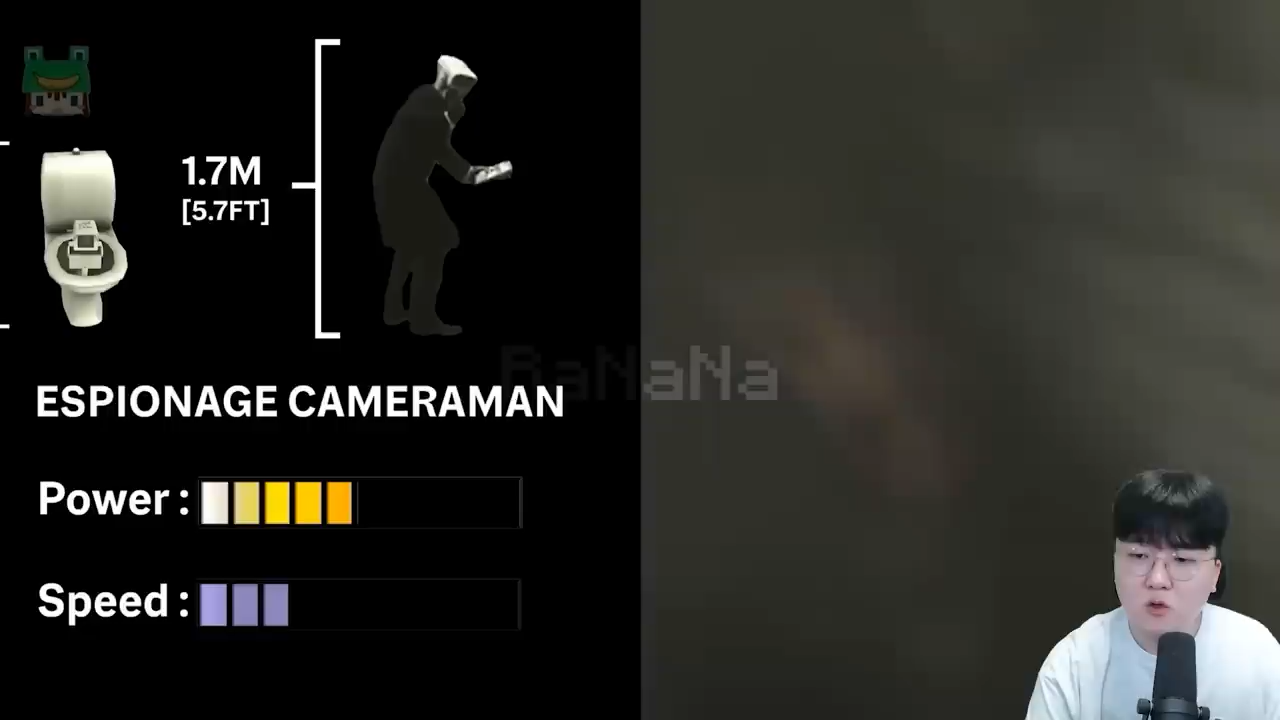 1.7M
[5.7FT]
BaNaNa
ESPIONAGE CAMERAMAN
Power :
Speed :